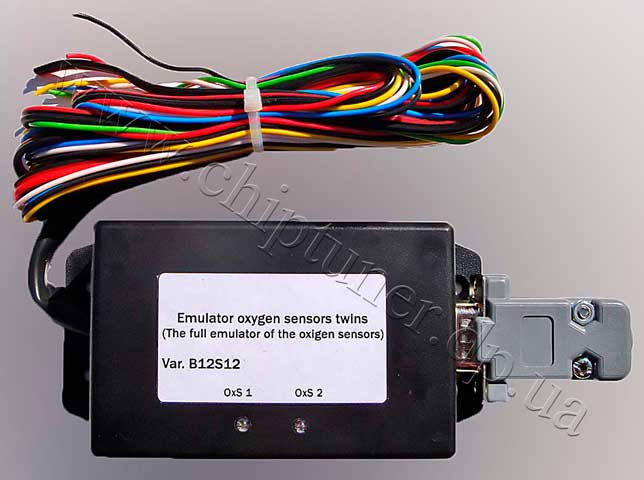 www.chiptuner.dp.ua
Emulator oxygen sensors twins
(The full emulator of the oxigen sensors)
Var. B12S12
OxS 1 OxS 2